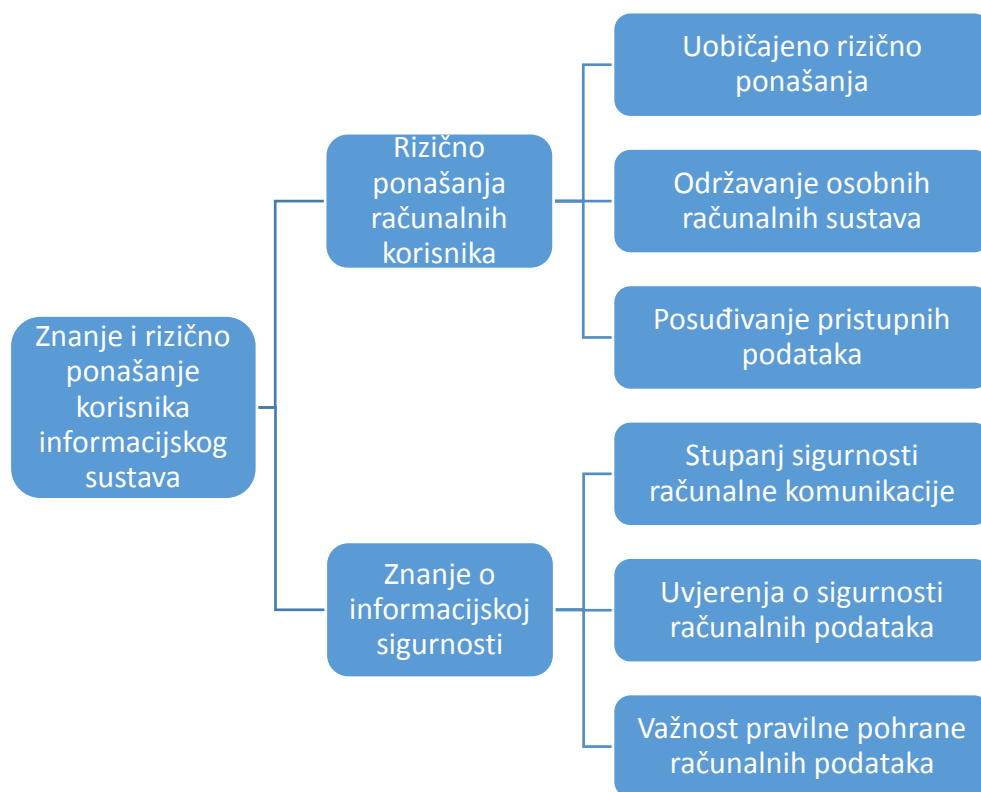 Znanje i rizično
ponašanje
korisnika
informacijskog
sustava
Rizično
ponašanja
računalnih
korisnika
Uobičajeno rizično
ponašanja
Održavanje osobnih
računalnih sustava
Posuđivanje pristupnih
podataka
Znanje o
informacijskoj
sigurnosti
Stupanj sigurnosti
računalne komunikacije
Uvjerenja o sigurnosti
računalnih podataka
Važnost pravilne pohrane
računalnih podataka